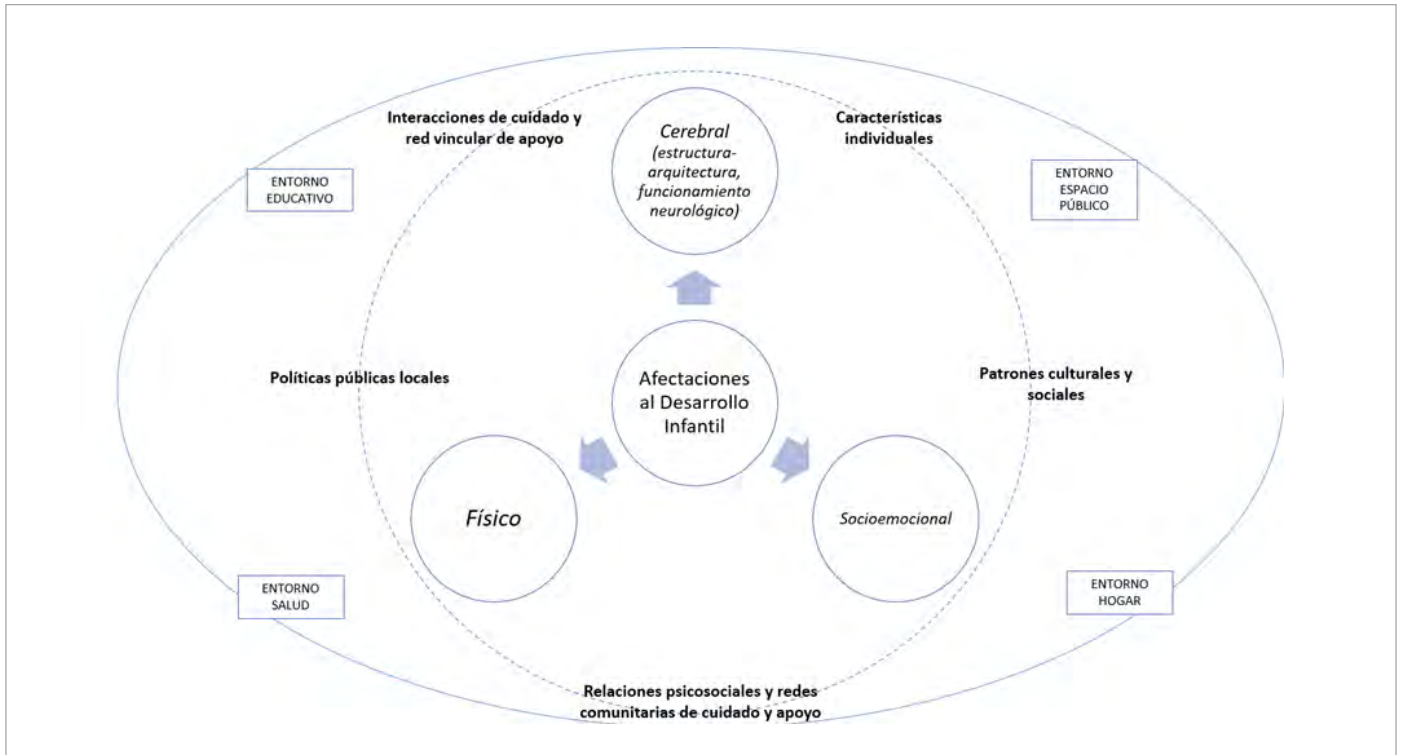 Interacciones de cuidado y
red vincular de apoyo
Cerebral
(estructura-
arquitectura,
funcionamiento
neurológico)
Características
individuales
ENTORNO
EDUCATIVO
ENTORNO
ESPACIO
PÚBLICO
Políticas públicas locales
Afectaciones
al Desarrollo
Infantil
Patrones culturales y
sociales
Físico
Socioemocional
ENTORNO
SALUD
ENTORNO
HOGAR
Relaciones psicosociales y redes
comunitarias de cuidado y apoyo